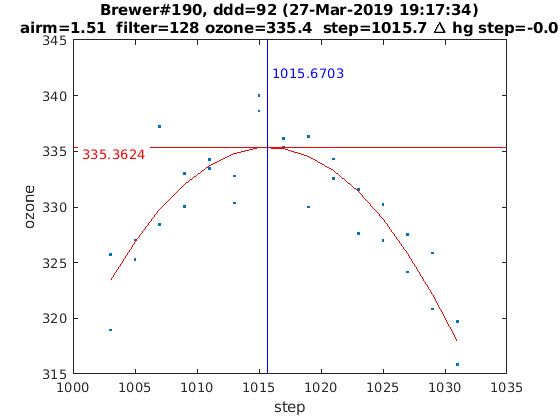 Brewer#190, ddd=92 (27-Mar-2019 19:17:34)
airm=1.51 filter=128 ozone=335.4 step=1015.7 Δ hg step=-0.0
345
340
335
330
325
320
315
1015.6703
335.3624
ozone
1000 1005 1010 1015 1020 1025 1030 1035
step